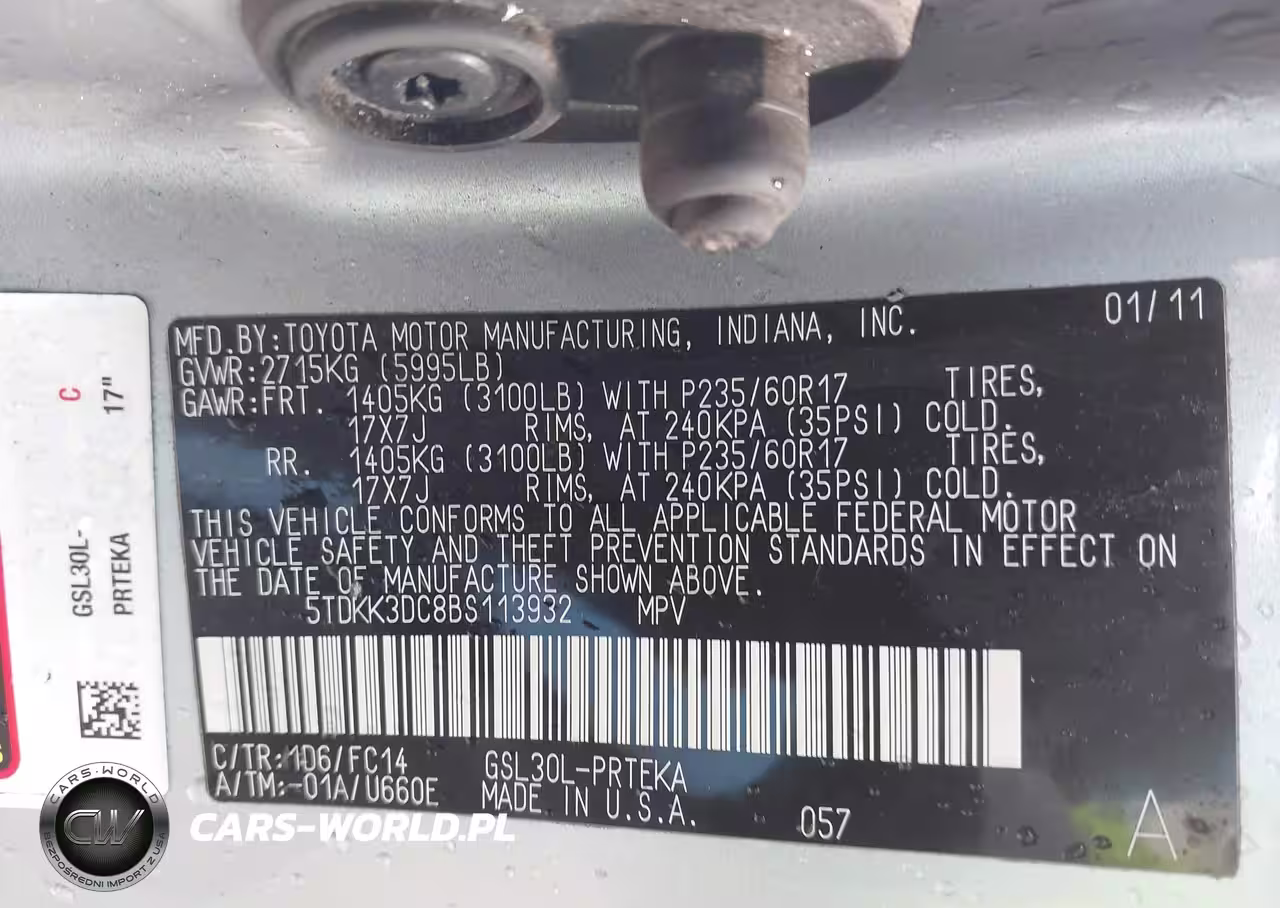 01/11
MFD.BY:TOYOTA MOTOR MANUFACTURING, INDIANA, INC.
GVWR:2715KG (5995LB)
GAWR:FRT. 1405KG (3100LB) WITH P235/60R17 TIRES,
17X7J RIMS, AT 240KPA (35PSI) COLD.
RR. 1405KG (3100LB) WITH P235/60R17 TIRES,
17X7J RIMS, AT 240KPA (35PSI) COLD.
THIS VEHICLE CONFORMS TO ALL APPLICABLE FEDERAL MOTOR
VEHICLE SAFETY AND THEFT PREVENTION STANDARDS IN EFFECT ON
THE DATE OF MANUFACTURE SHOWN ABOVE.
5TDKK3DC8BS113932 MPV
C/TR:1D6/FC14 GSL30L-PRTEKA
A/TM:-01A/U660E MADE IN U.S.A. 057 A
C
17"
GSL30L-
PRTEKA
CARS-WORLD
CW
BEZPOŚREDNI IMPORT Z USA
CARS-WORLD.PL